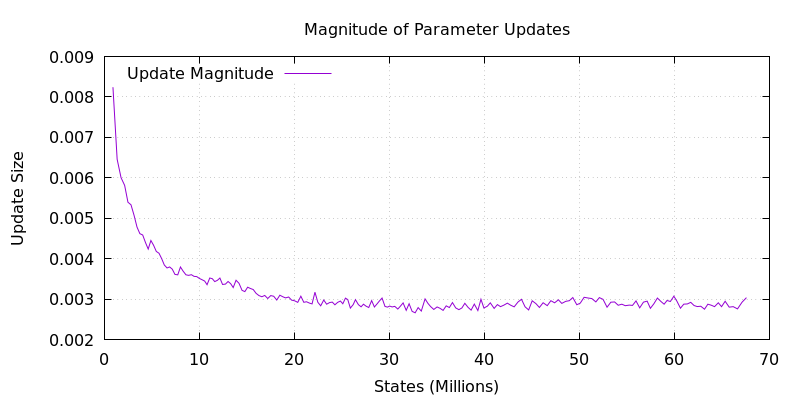 Magnitude of Parameter Updates
Update Magnitude
0.009
0.008
0.007
0.006
0.005
0.004
0.003
0.002
Update Size
0 10 20 30 40 50 60 70
States (Millions)